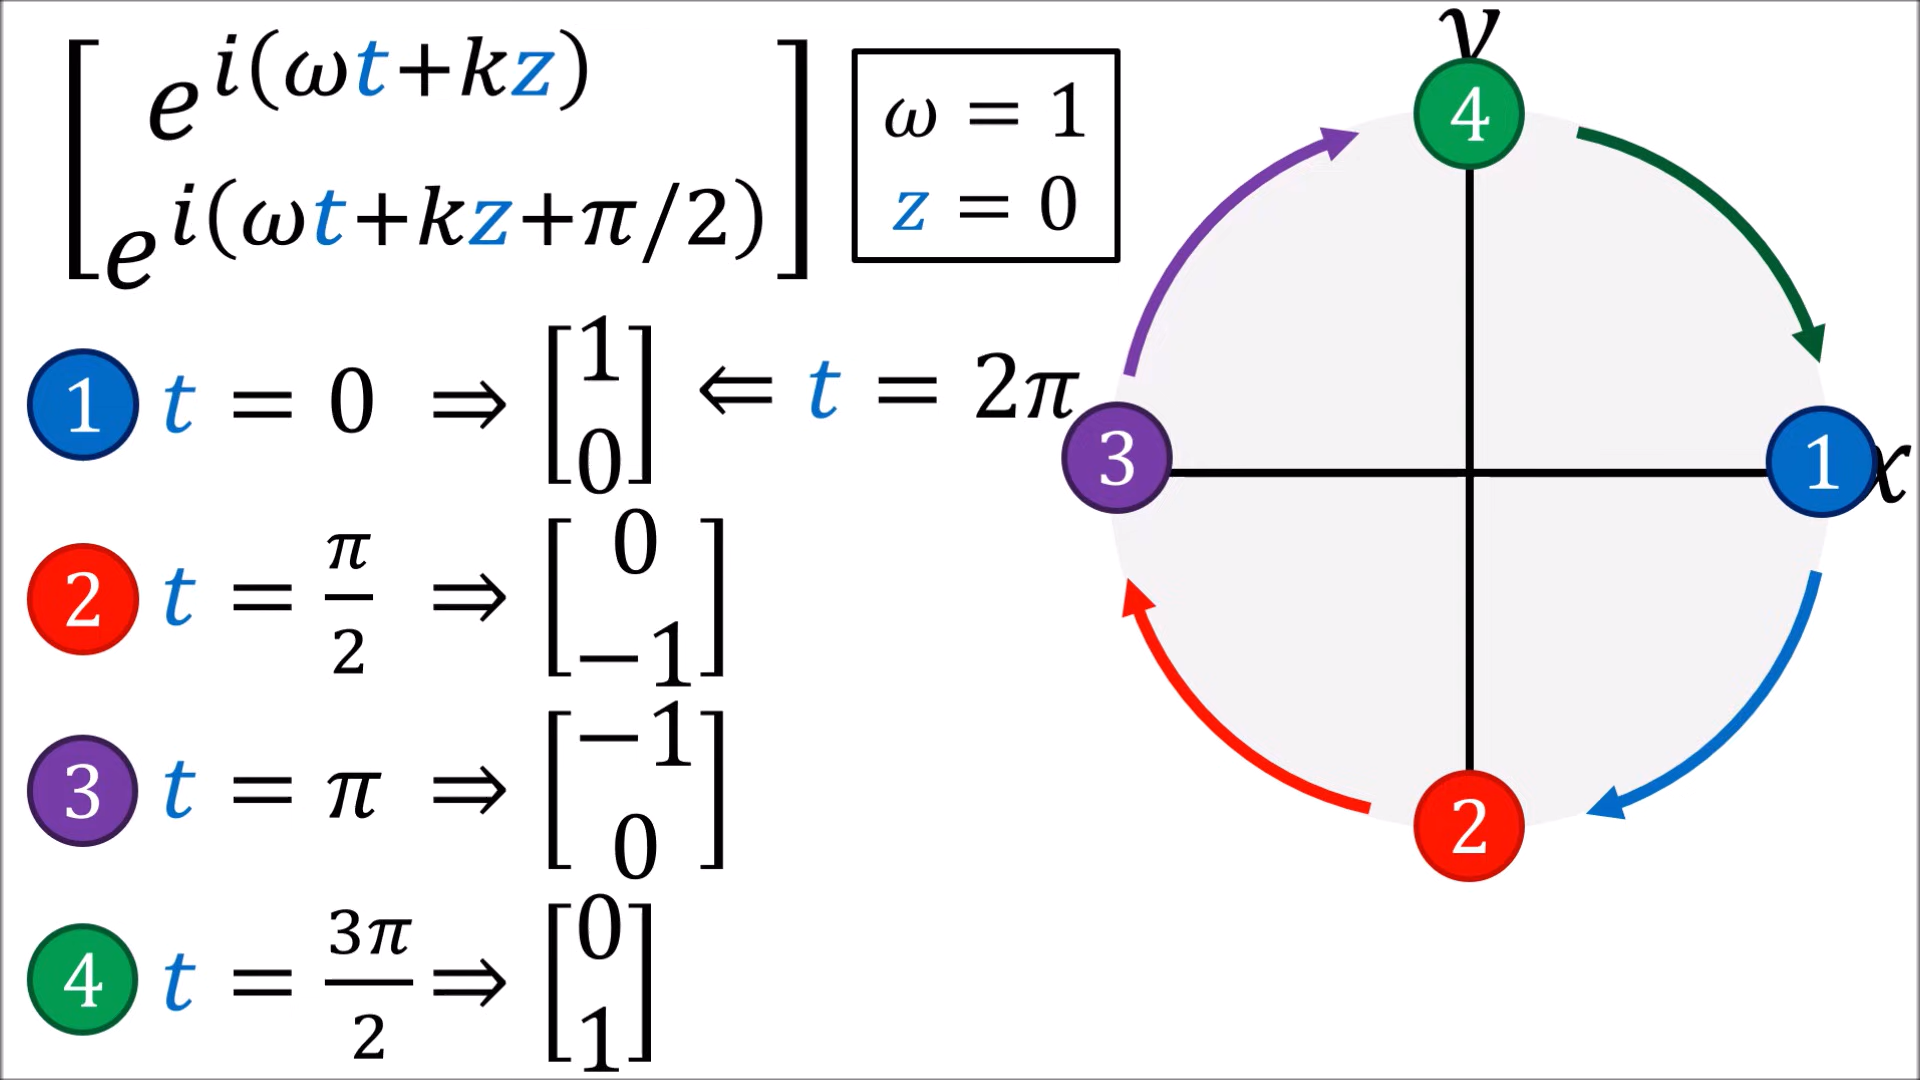 [e^{i(ωt+kz)}
e^{i(ωt+kz+π/2)}]
ω = 1
z = 0
1 t = 0 ⇒ [1
0] ⇐ t = 2π
2 t = π/2 ⇒ [0
−1]
3 t = π ⇒ [−1
0]
4 t = 3π/2 ⇒ [0
1]
y
4
3
1
x
2